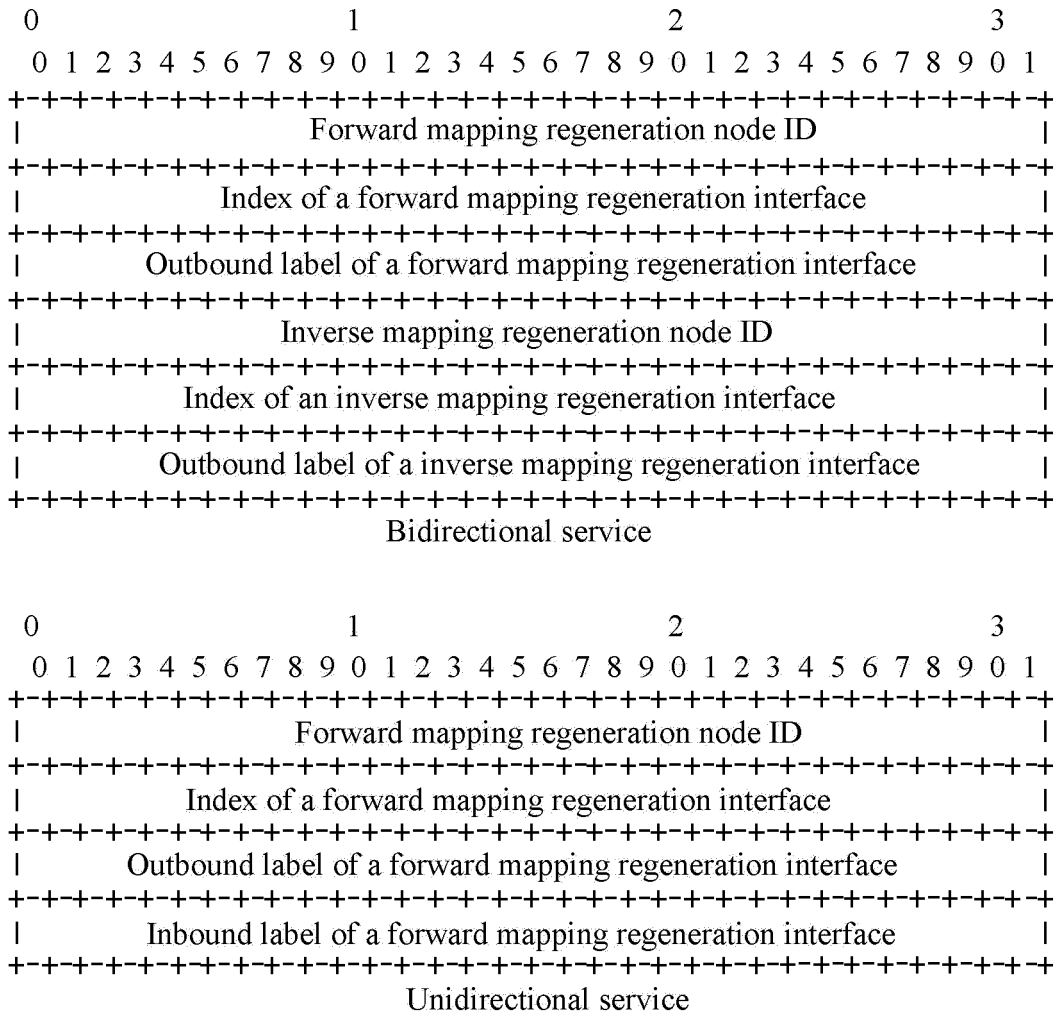 0 1 2 3
0 1 2 3 4 5 6 7 8 9 0 1 2 3 4 5 6 7 8 9 0 1 2 3 4 5 6 7 8 9 0 1
+-+-+-+-+-+-+-+-+-+-+-+-+-+-+-+-+-+-+-+-+-+-+-+-+-+-+-+-+-+-+-+-+
| Forward mapping regeneration node ID |
+-+-+-+-+-+-+-+-+-+-+-+-+-+-+-+-+-+-+-+-+-+-+-+-+-+-+-+-+-+-+-+-+
| Index of a forward mapping regeneration interface |
+-+-+-+-+-+-+-+-+-+-+-+-+-+-+-+-+-+-+-+-+-+-+-+-+-+-+-+-+-+-+-+-+
| Outbound label of a forward mapping regeneration interface |
+-+-+-+-+-+-+-+-+-+-+-+-+-+-+-+-+-+-+-+-+-+-+-+-+-+-+-+-+-+-+-+-+
| Inverse mapping regeneration node ID |
+-+-+-+-+-+-+-+-+-+-+-+-+-+-+-+-+-+-+-+-+-+-+-+-+-+-+-+-+-+-+-+-+
| Index of an inverse mapping regeneration interface |
+-+-+-+-+-+-+-+-+-+-+-+-+-+-+-+-+-+-+-+-+-+-+-+-+-+-+-+-+-+-+-+-+
| Outbound label of a inverse mapping regeneration interface |
+-+-+-+-+-+-+-+-+-+-+-+-+-+-+-+-+-+-+-+-+-+-+-+-+-+-+-+-+-+-+-+-+
Bidirectional service
0 1 2 3
0 1 2 3 4 5 6 7 8 9 0 1 2 3 4 5 6 7 8 9 0 1 2 3 4 5 6 7 8 9 0 1
+-+-+-+-+-+-+-+-+-+-+-+-+-+-+-+-+-+-+-+-+-+-+-+-+-+-+-+-+-+-+-+-+
| Forward mapping regeneration node ID |
+-+-+-+-+-+-+-+-+-+-+-+-+-+-+-+-+-+-+-+-+-+-+-+-+-+-+-+-+-+-+-+-+
| Index of a forward mapping regeneration interface |
+-+-+-+-+-+-+-+-+-+-+-+-+-+-+-+-+-+-+-+-+-+-+-+-+-+-+-+-+-+-+-+-+
| Outbound label of a forward mapping regeneration interface |
+-+-+-+-+-+-+-+-+-+-+-+-+-+-+-+-+-+-+-+-+-+-+-+-+-+-+-+-+-+-+-+-+
| Inbound label of a forward mapping regeneration interface |
+-+-+-+-+-+-+-+-+-+-+-+-+-+-+-+-+-+-+-+-+-+-+-+-+-+-+-+-+-+-+-+-+
Unidirectional service